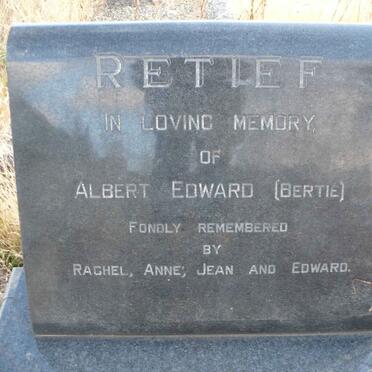 RETIEF
IN LOVING MEMORY,
OF
ALBERT EDWARD (BERTIE)
FONDLY REMEMBERED
BY
RACHEL, ANNE, JEAN AND EDWARD.